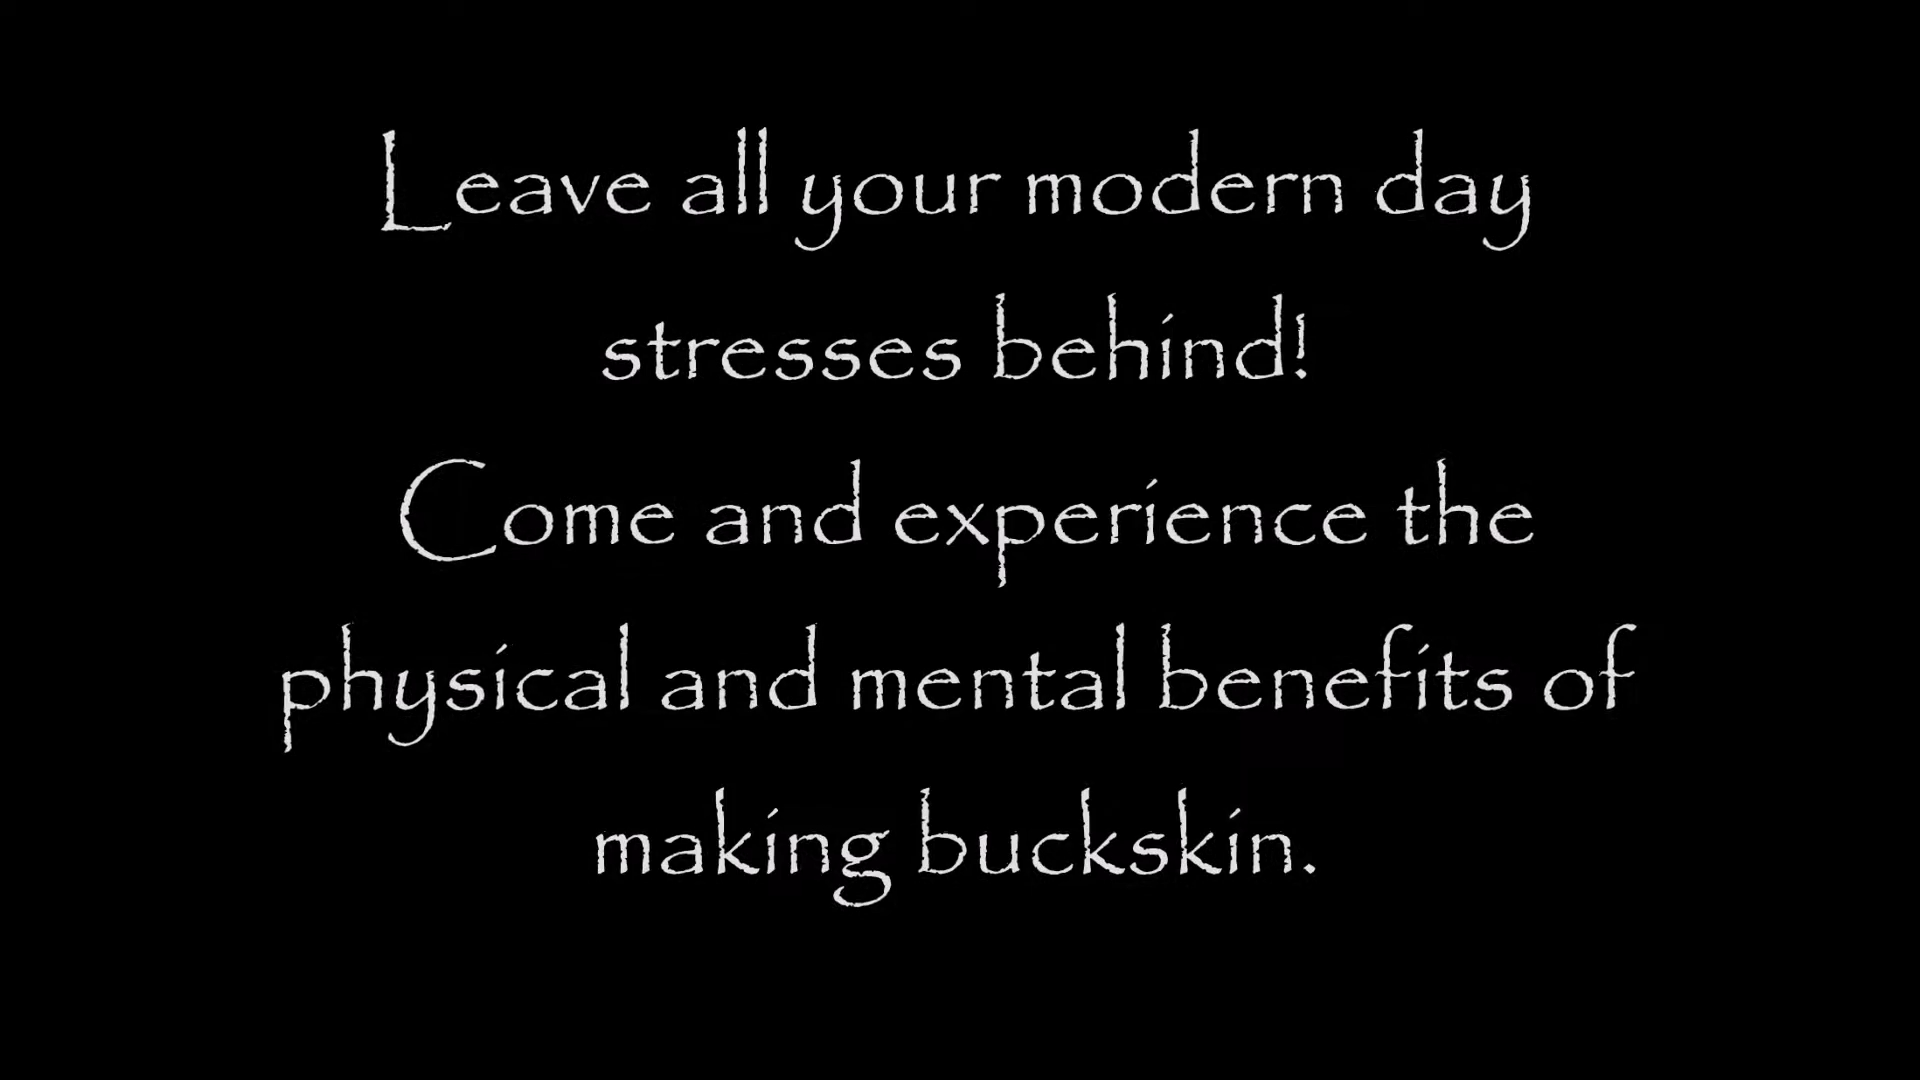 Leave all your modern day
stresses behind!
Come and experience the
physical and mental benefits of
making buckskin.